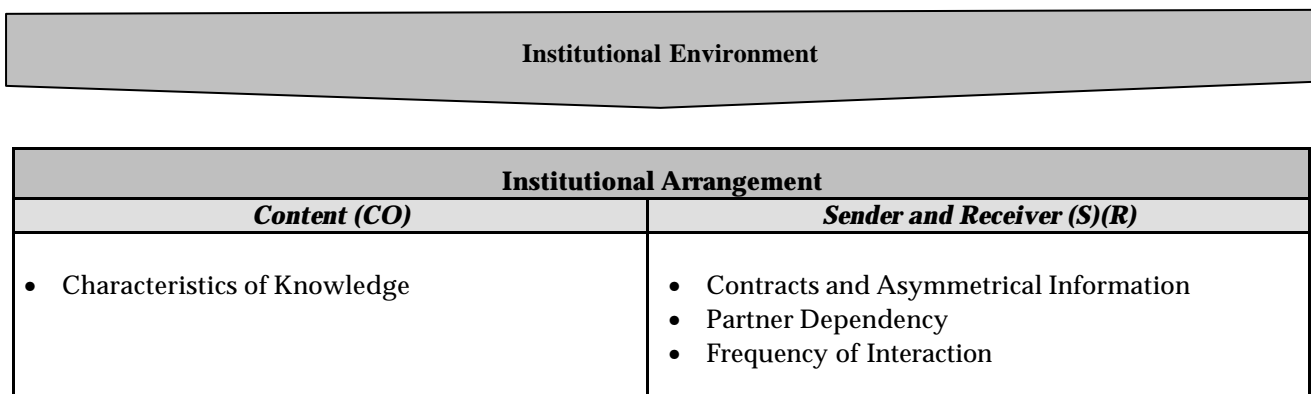 Institutional Environment
Institutional Arrangement
Content (CO)
Sender and Receiver (S)(R)
• Characteristics of Knowledge
• Contracts and Asymmetrical Information
• Partner Dependency
• Frequency of Interaction